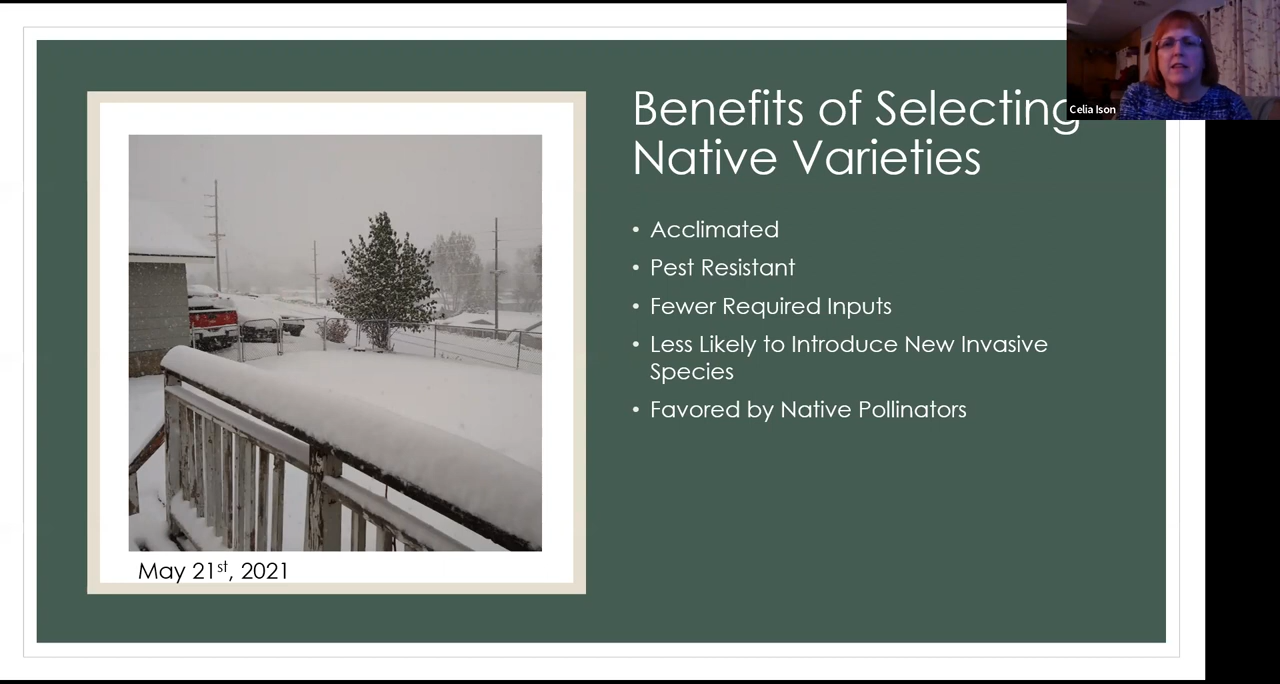 Benefits of Selecting
Native Varieties
Celia Ison
• Acclimated
• Pest Resistant
• Fewer Required Inputs
• Less Likely to Introduce New Invasive
Species
• Favored by Native Pollinators
May 21st, 2021